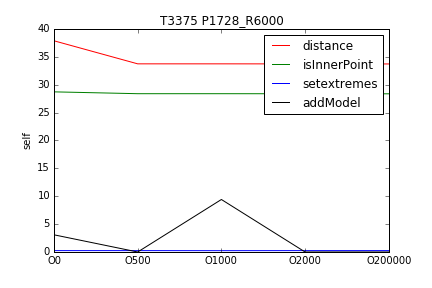 T3375 P1728_R6000
40
35
30
25
20
15
10
5
0
self
distance
isInnerPoint
setextremes
addModel
O0 O500 O1000 O2000 O200000